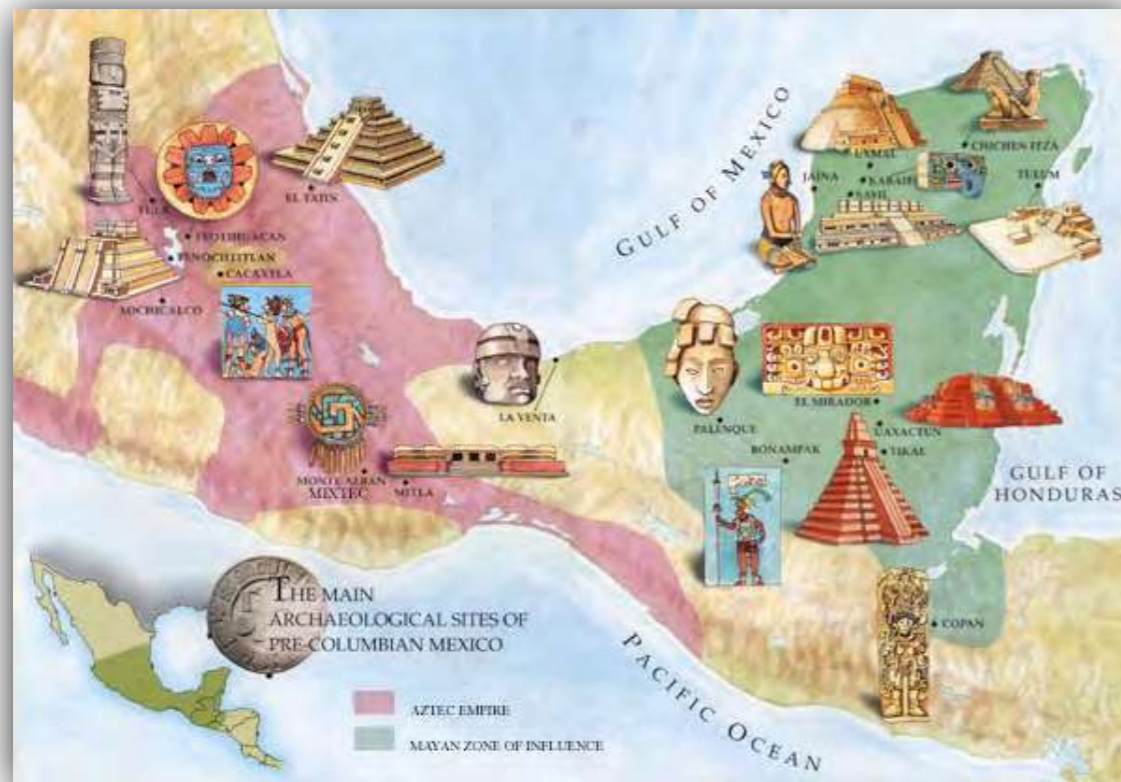 GULF OF MEXICO
CHICHEN ITZA
UXMAL
JAINA
KABAH
SAYIL
TULUM
EL TAJIN
TULA
TEOTIHUACAN
TENOCHTITLAN
CACAXTLA
XOCHICALCO
LA VENTA
EL MIRADOR
PALENQUE
UAXACTUN
BONAMPAK
TIKAL
MONTE ALBAN
MIXTEC
MITLA
GULF OF
HONDURAS
THE MAIN
ARCHAEOLOGICAL SITES OF
PRE-COLUMBIAN MEXICO
COPAN
PACIFIC OCEAN
AZTEC EMPIRE
MAYAN ZONE OF INFLUENCE